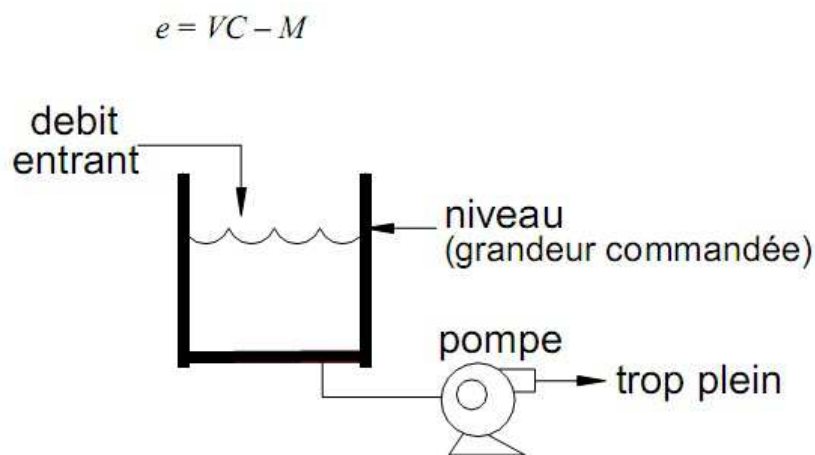 e = VC – M
debit
entrant
niveau
(grandeur commandée)
pompe
trop plein